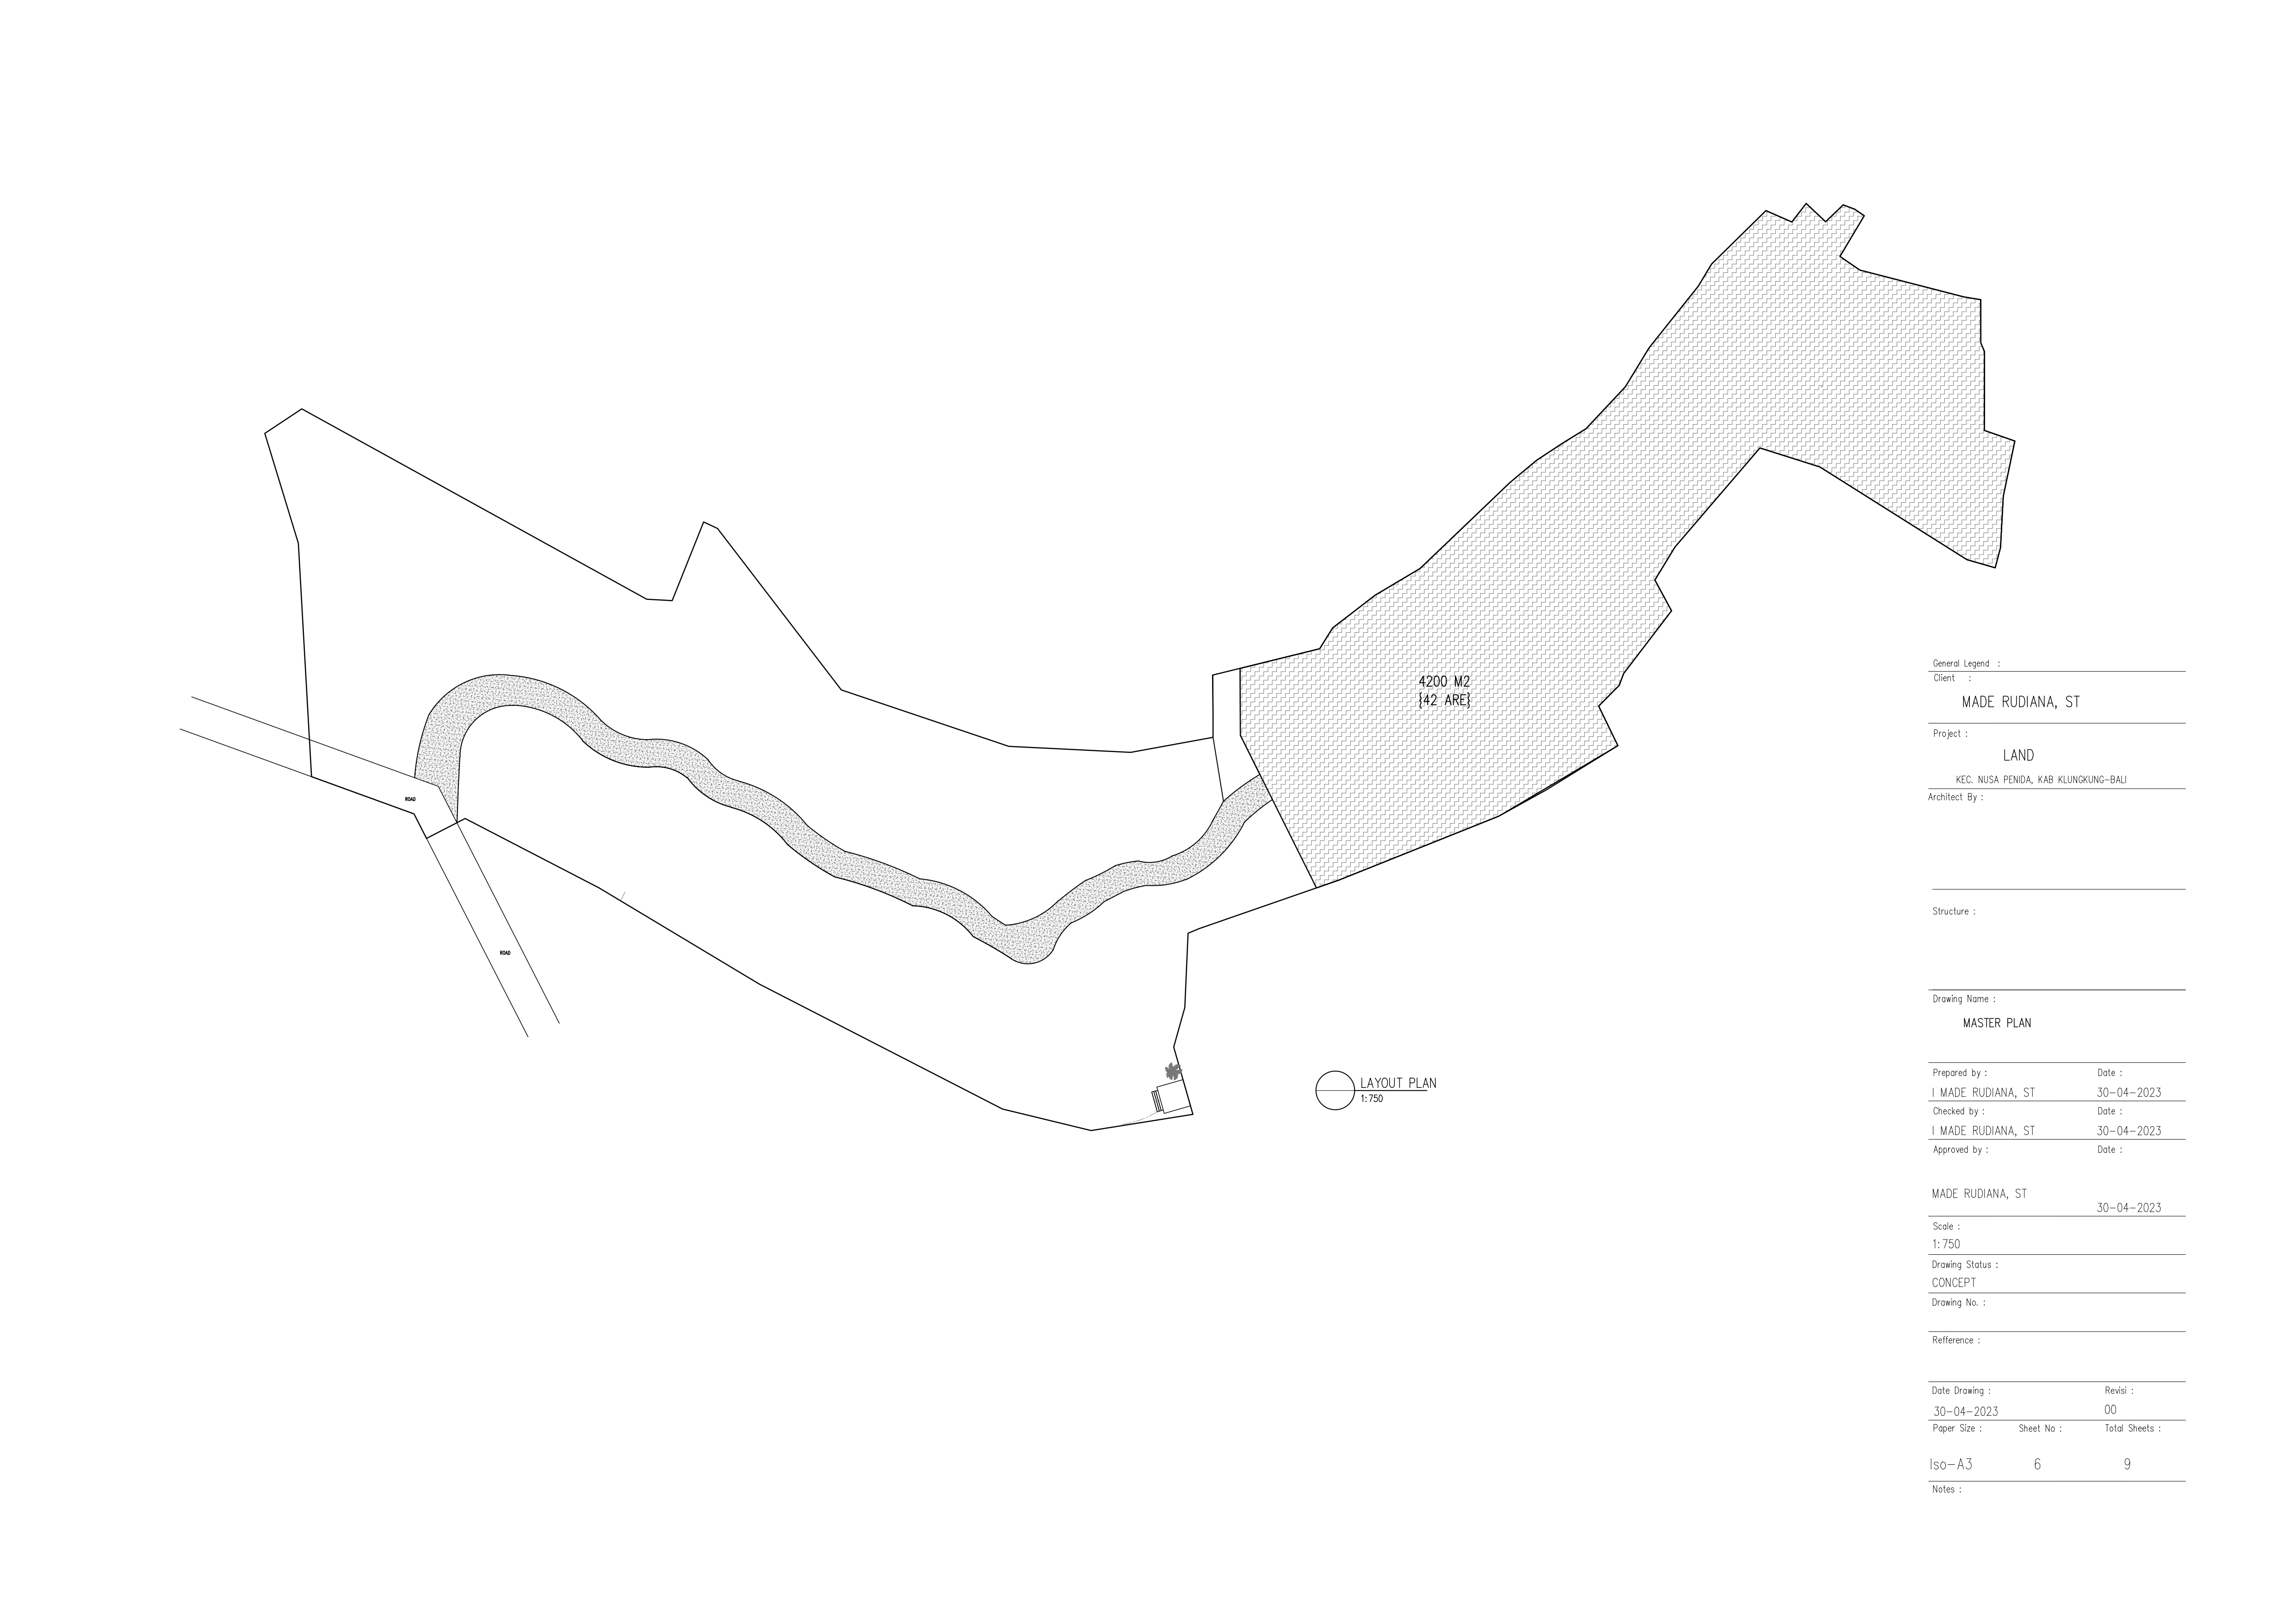 4200 M2
{42 ARE}
ROAD
ROAD
LAYOUT PLAN
1:750
General Legend :
Client :
MADE RUDIANA, ST
Project :
LAND
KEC. NUSA PENIDA, KAB KLUNGKUNG-BALI
Architect By :
Structure :
Drawing Name :
MASTER PLAN
Prepared by : Date :
I MADE RUDIANA, ST 30-04-2023
Checked by : Date :
I MADE RUDIANA, ST 30-04-2023
Approved by : Date :
MADE RUDIANA, ST
30-04-2023
Scale :
1:750
Drawing Status :
CONCEPT
Drawing No. :
Refference :
Date Drawing : Revisi :
30-04-2023 00
Paper Size : Sheet No : Total Sheets :
Iso-A3 6 9
Notes :